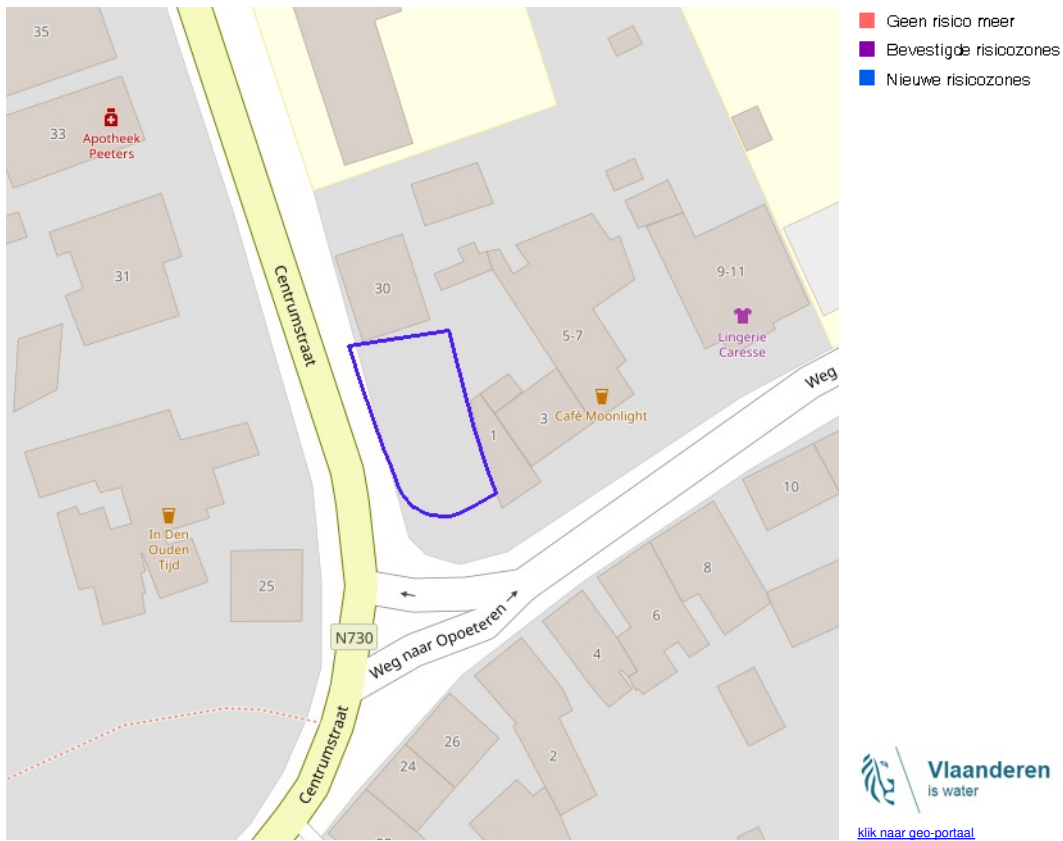 35
Geen risico meer
Bevestigde risicozones
Nieuwe risicozones
33
Apotheek
Peeters
31
Centrumstraat
30
9-11
Lingerie
Caresse
5-7
Weg
Café Moonlight
3
1
10
In Den
Ouden
Tijd
25
8
6
4
N730
Weg naar Opoeteren
Centrumstraat
26
24
2
Vlaanderen
is water
klik naar geo-portaal